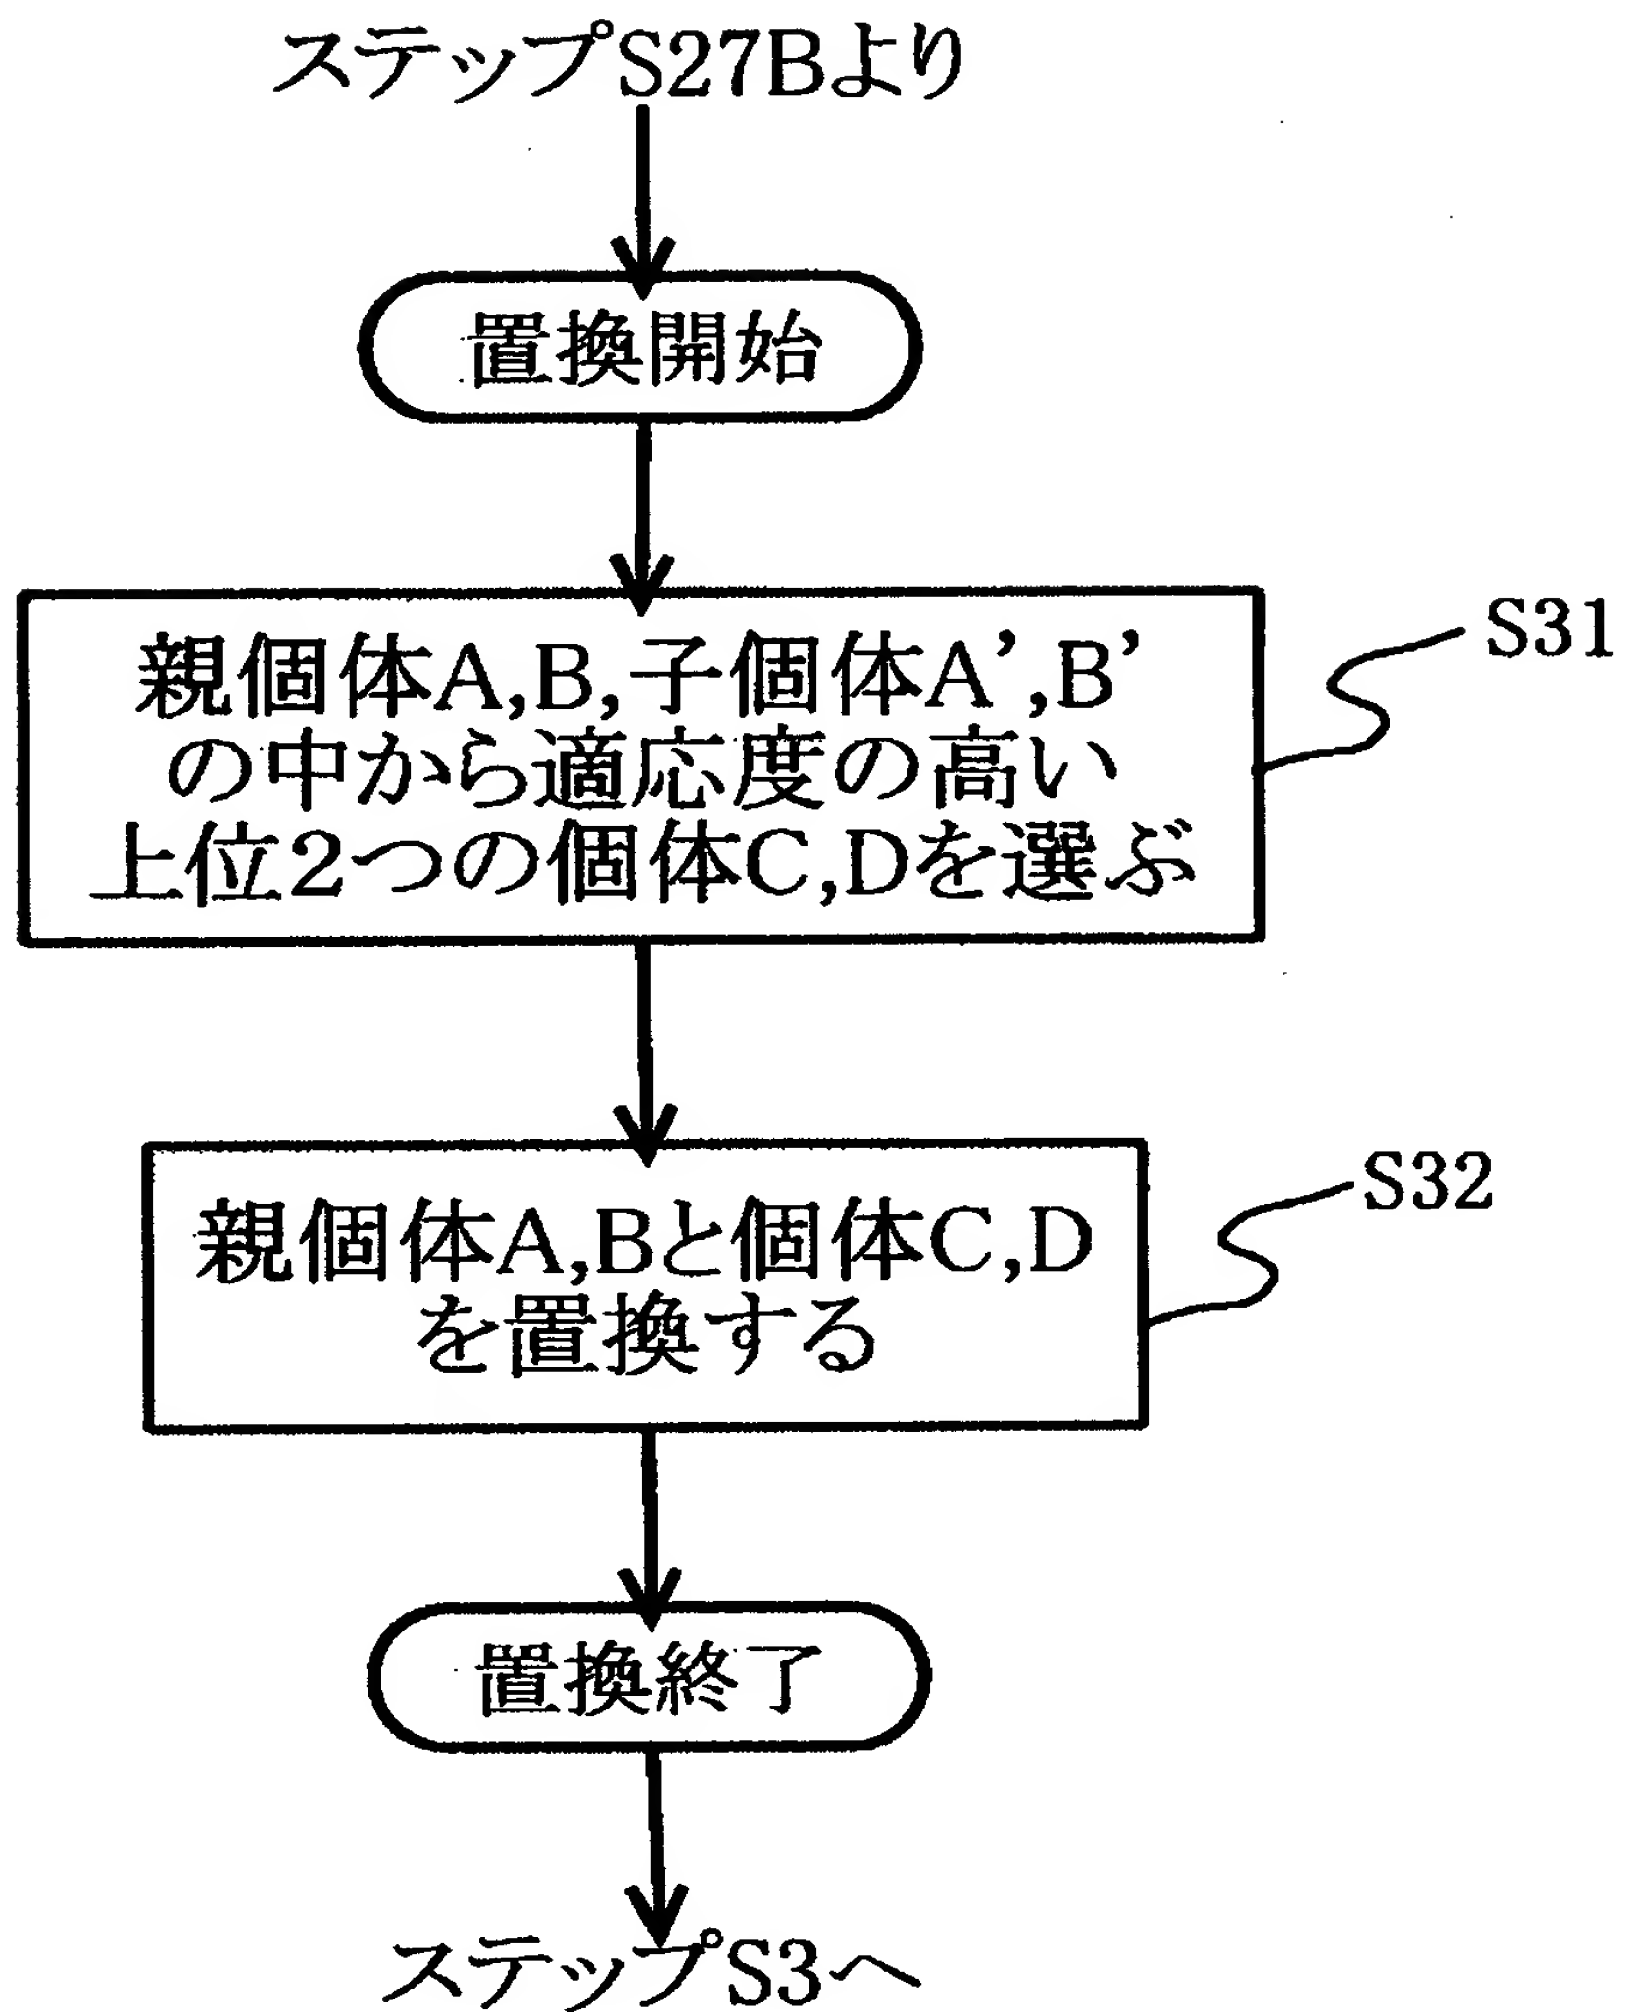 ステップS27Bより
置換開始
親個体A,B,子個体A’,B’
の中から適応度の高い
上位2つの個体C,Dを選ぶ
S31
親個体A,Bと個体C,D
を置換する
S32
置換終了
ステップS3へ